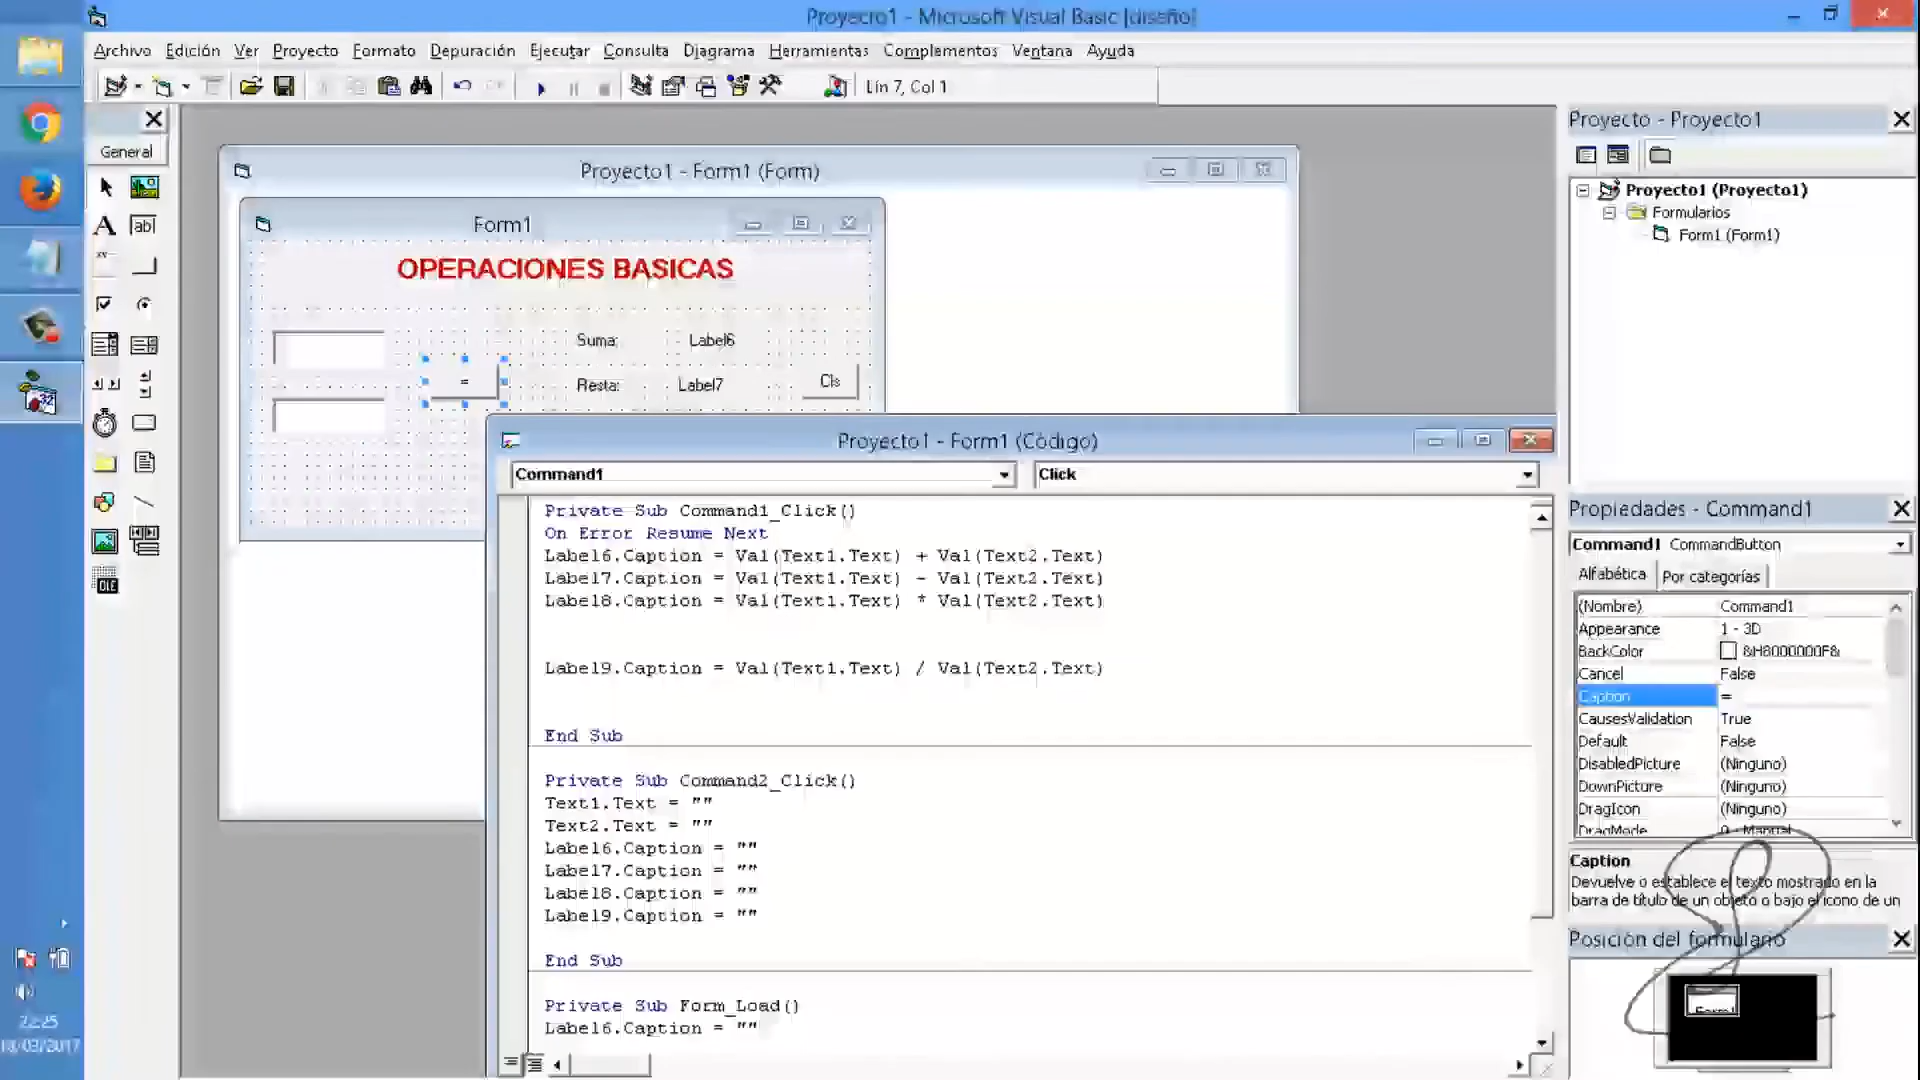 Proyecto1 - Microsoft Visual Basic [diseño]
Archivo Edición Ver Proyecto Formato Depuración Ejecutar Consulta Diagrama Herramientas Complementos Ventana Ayuda
Lín 7, Col 1
General
Proyecto1 - Form1 (Form)
Form1
OPERACIONES BASICAS
Suma: Label6
= Resta: Label7 Cls
Proyecto1 - Form1 (Código)
Command1 Click
Private Sub Command1_Click()
On Error Resume Next
Label6.Caption = Val(Text1.Text) + Val(Text2.Text)
Label7.Caption = Val(Text1.Text) - Val(Text2.Text)
Label8.Caption = Val(Text1.Text) * Val(Text2.Text)
Label9.Caption = Val(Text1.Text) / Val(Text2.Text)
End Sub
Private Sub Command2_Click()
Text1.Text = ""
Text2.Text = ""
Label6.Caption = ""
Label7.Caption = ""
Label8.Caption = ""
Label9.Caption = ""
End Sub
Private Sub Form_Load()
Label6.Caption = ""
Proyecto - Proyecto1
Proyecto1 (Proyecto1)
Formularios
Form1 (Form1)
Propiedades - Command1
Command1 CommandButton
Alfabética Por categorías
(Nombre) Command1
Appearance 1 - 3D
BackColor &H8000000F&
Cancel False
Caption =
CausesValidation True
Default False
DisabledPicture (Ninguno)
DownPicture (Ninguno)
DragIcon (Ninguno)
DragMode 0 - Manual
Caption
Devuelve o establece el texto mostrado en la
barra de título de un objeto o bajo el icono de un
Posición del formulario
Form1
OLE
22:25